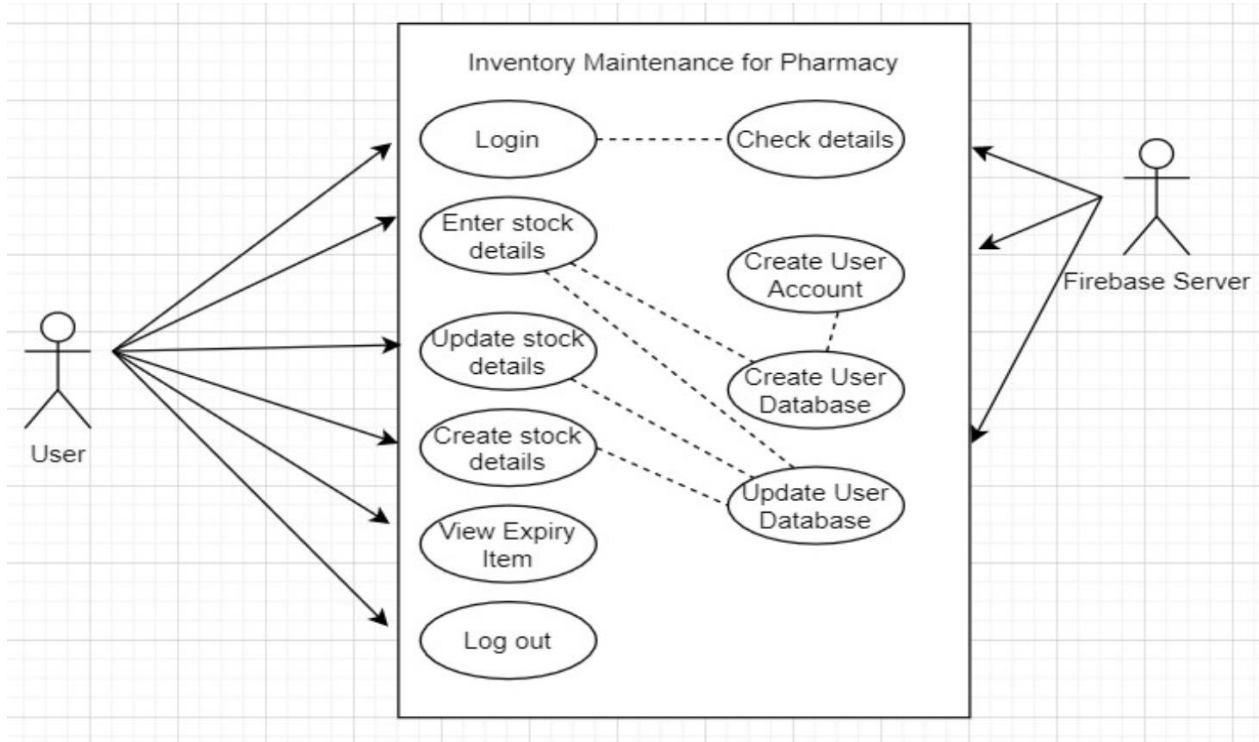 Inventory Maintenance for Pharmacy
Login
Check details
Enter stock
details
Create User
Account
Firebase Server
Update stock
details
Create User
Database
User
Create stock
details
Update User
Database
View Expiry
Item
Log out